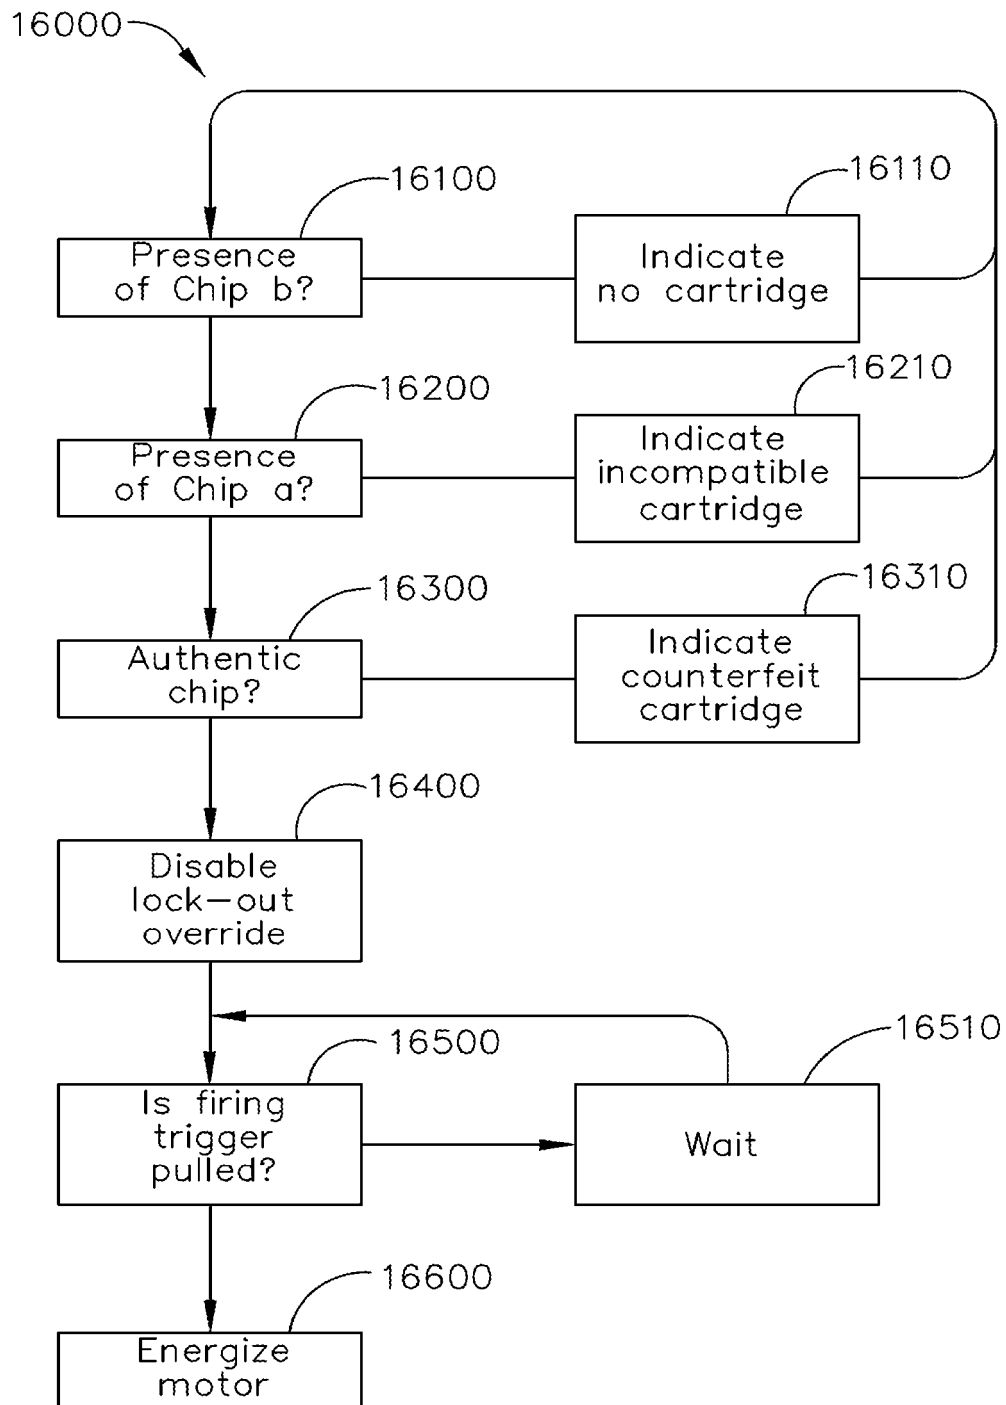 16000
16100
Presence
of Chip b?
16110
Indicate
no cartridge
16200
Presence
of Chip a?
16210
Indicate
incompatible
cartridge
16300
Authentic
chip?
16310
Indicate
counterfeit
cartridge
16400
Disable
lock-out
override
16500
Is firing
trigger
pulled?
16510
Wait
16600
Energize
motor